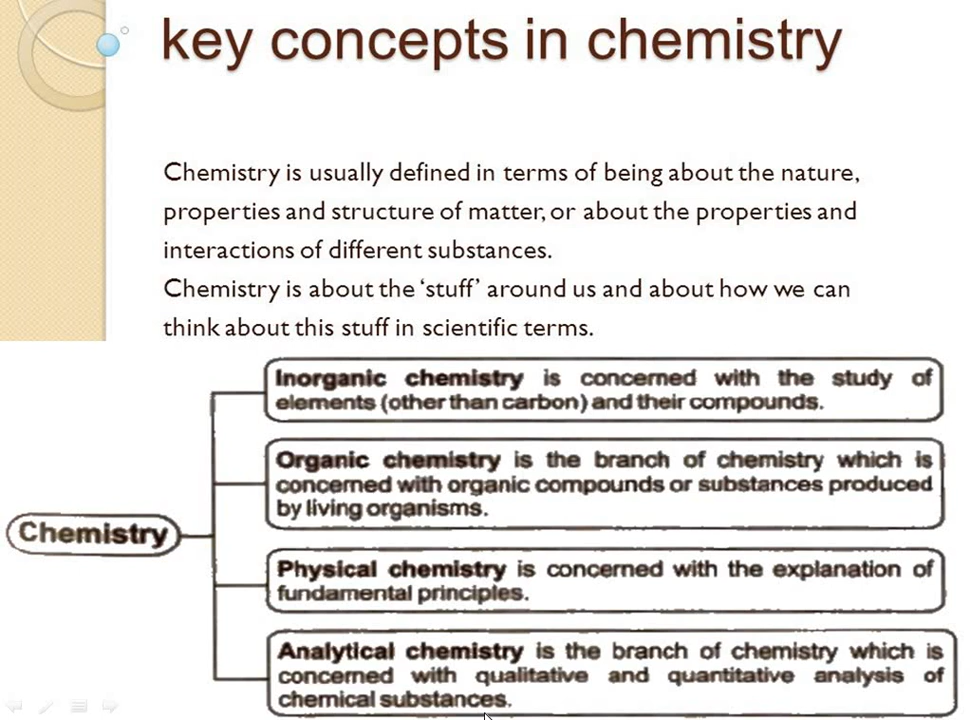 key concepts in chemistry
Chemistry is usually defined in terms of being about the nature,
properties and structure of matter, or about the properties and
interactions of different substances.
Chemistry is about the ‘stuff’ around us and about how we can
think about this stuff in scientific terms.
Chemistry
Inorganic chemistry is concerned with the study of
elements (other than carbon) and their compounds.
Organic chemistry is the branch of chemistry which is
concerned with organic compounds or substances produced
by living organisms.
Physical chemistry is concerned with the explanation of
fundamental principles.
Analytical chemistry is the branch of chemistry which is
concerned with qualitative and quantitative analysis of
chemical substances.